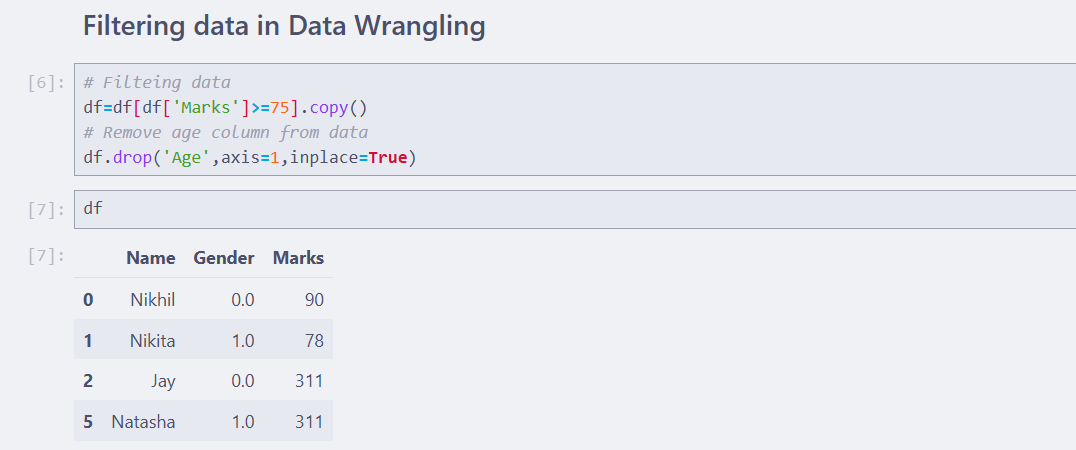 Filtering data in Data Wrangling
[6]: # Filteing data
df=df[df['Marks']>=75].copy()
# Remove age column from data
df.drop('Age',axis=1,inplace=True)
[7]: df
[7]: Name Gender Marks
0 Nikhil 0.0 90
1 Nikita 1.0 78
2 Jay 0.0 311
5 Natasha 1.0 311